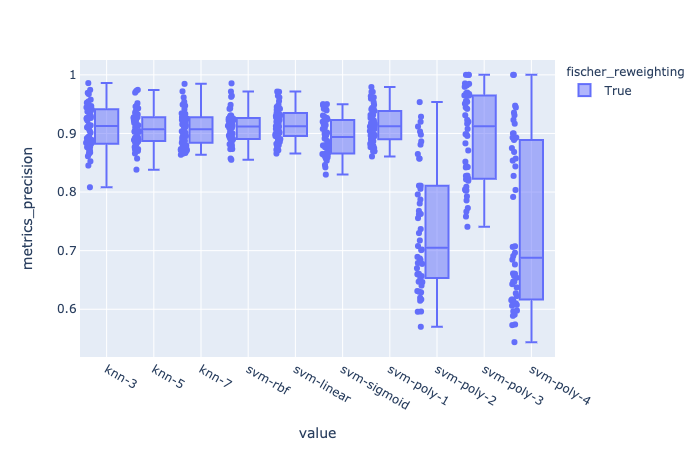 fischer_reweighting
True
metrics_precision
1
0.9
0.8
0.7
0.6
knn-3
knn-5
knn-7
svm-rbf
svm-linear
svm-sigmoid
svm-poly-1
svm-poly-2
svm-poly-3
svm-poly-4
value